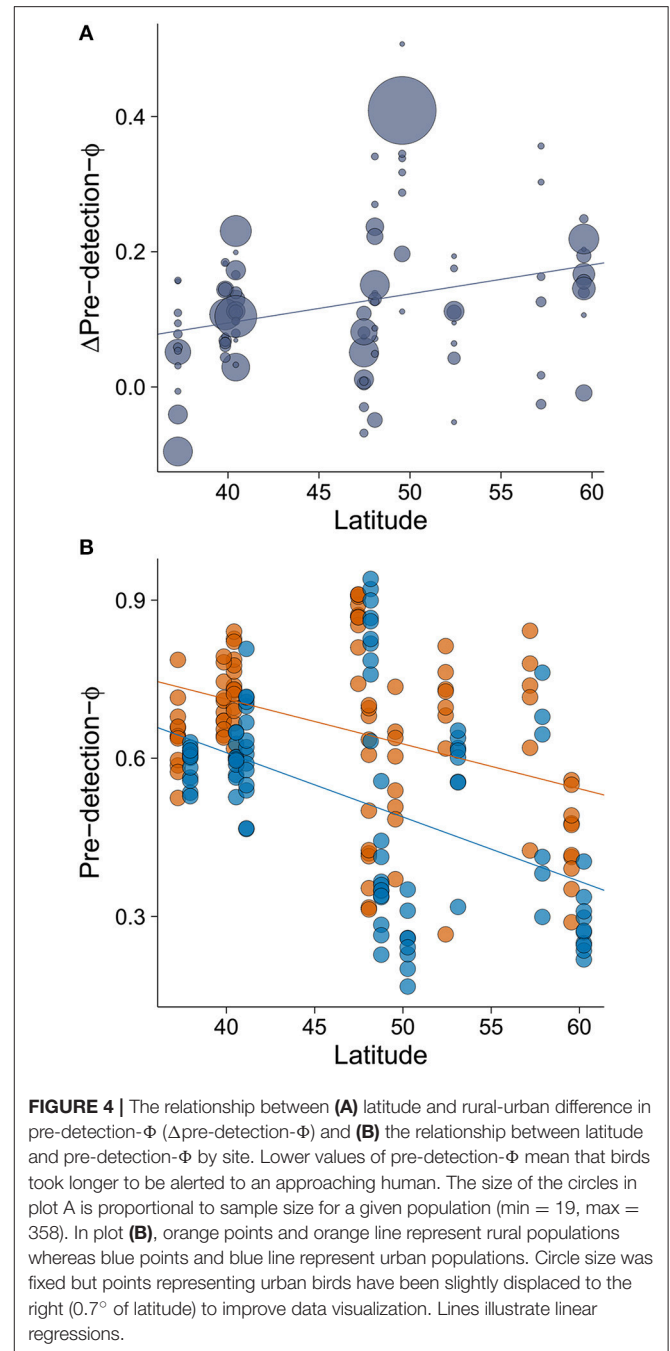 A
ΔPre−detection−ϕ
0.4
0.2
0.0
40
45
50
55
60
Latitude
B
Pre−detection−ϕ
0.9
0.6
0.3
40
45
50
55
60
Latitude
FIGURE 4 | The relationship between (A) latitude and rural-urban difference in
pre-detection-Φ (Δpre-detection-Φ) and (B) the relationship between latitude
and pre-detection-Φ by site. Lower values of pre-detection-Φ mean that birds
took longer to be alerted to an approaching human. The size of the circles in
plot A is proportional to sample size for a given population (min = 19, max =
358). In plot (B), orange points and orange line represent rural populations
whereas blue points and blue line represent urban populations. Circle size was
fixed but points representing urban birds have been slightly displaced to the
right (0.7° of latitude) to improve data visualization. Lines illustrate linear
regressions.